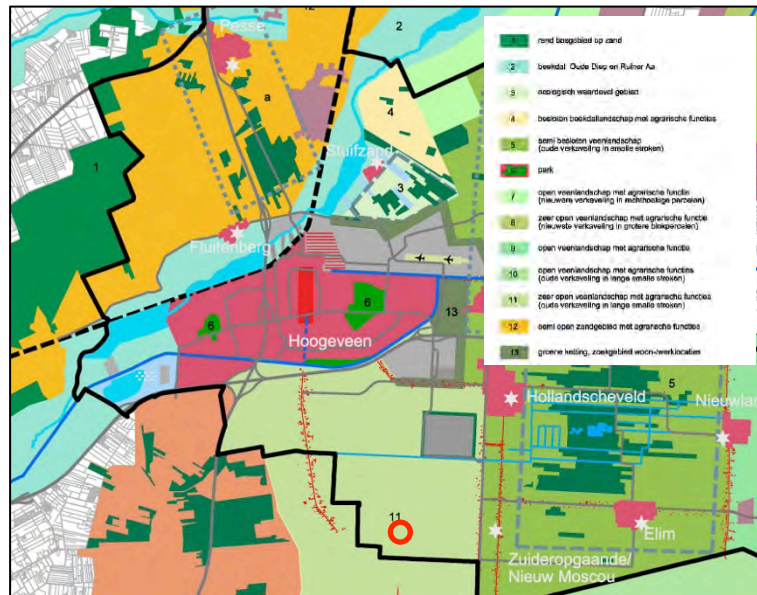 Pesse
12
2
a
4
1
Stuifzand
3
Fluitenberg
6
6
13
Hoogeveen
Hollandscheveld
5
Nieuwlan
11
Elim
Zuideropgaande/
Nieuw Moscou
1 rand bosgebied op zand
2 beekdal Oude Diep en Ruiner Aa
3 ecologisch waardevol gebied
4 besloten beekdallandschap met agrarische functies
5 semi besloten veenlandschap
(oude verkaveling in smalle stroken)
6 park
7 open veenlandschap met agrarische functie
(nieuwere verkaveling in rechthoekige percelen)
8 zeer open veenlandschap met agrarische functie
(nieuwste verkaveling in grotere blokpercelen)
9 open veenlandschap met agrarische functie
10 open veenlandschap met agrarische functies
(oude verkaveling in lange smalle stroken)
11 zeer open veenlandschap met agrarische functies
(oude verkaveling in lange smalle stroken)
12 semi open zandgebied met agrarische functies
13 groene ketting, zoekgebied woon-/werklocaties